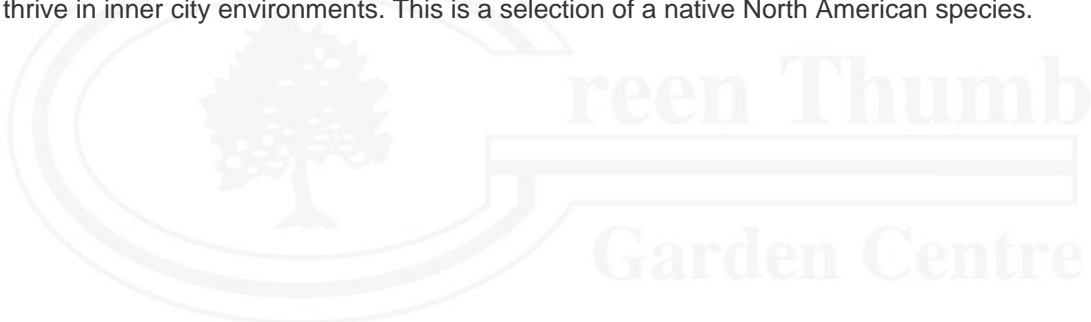 thrive in inner city environments. This is a selection of a native North American species.
reen Thumb
Garden Centre